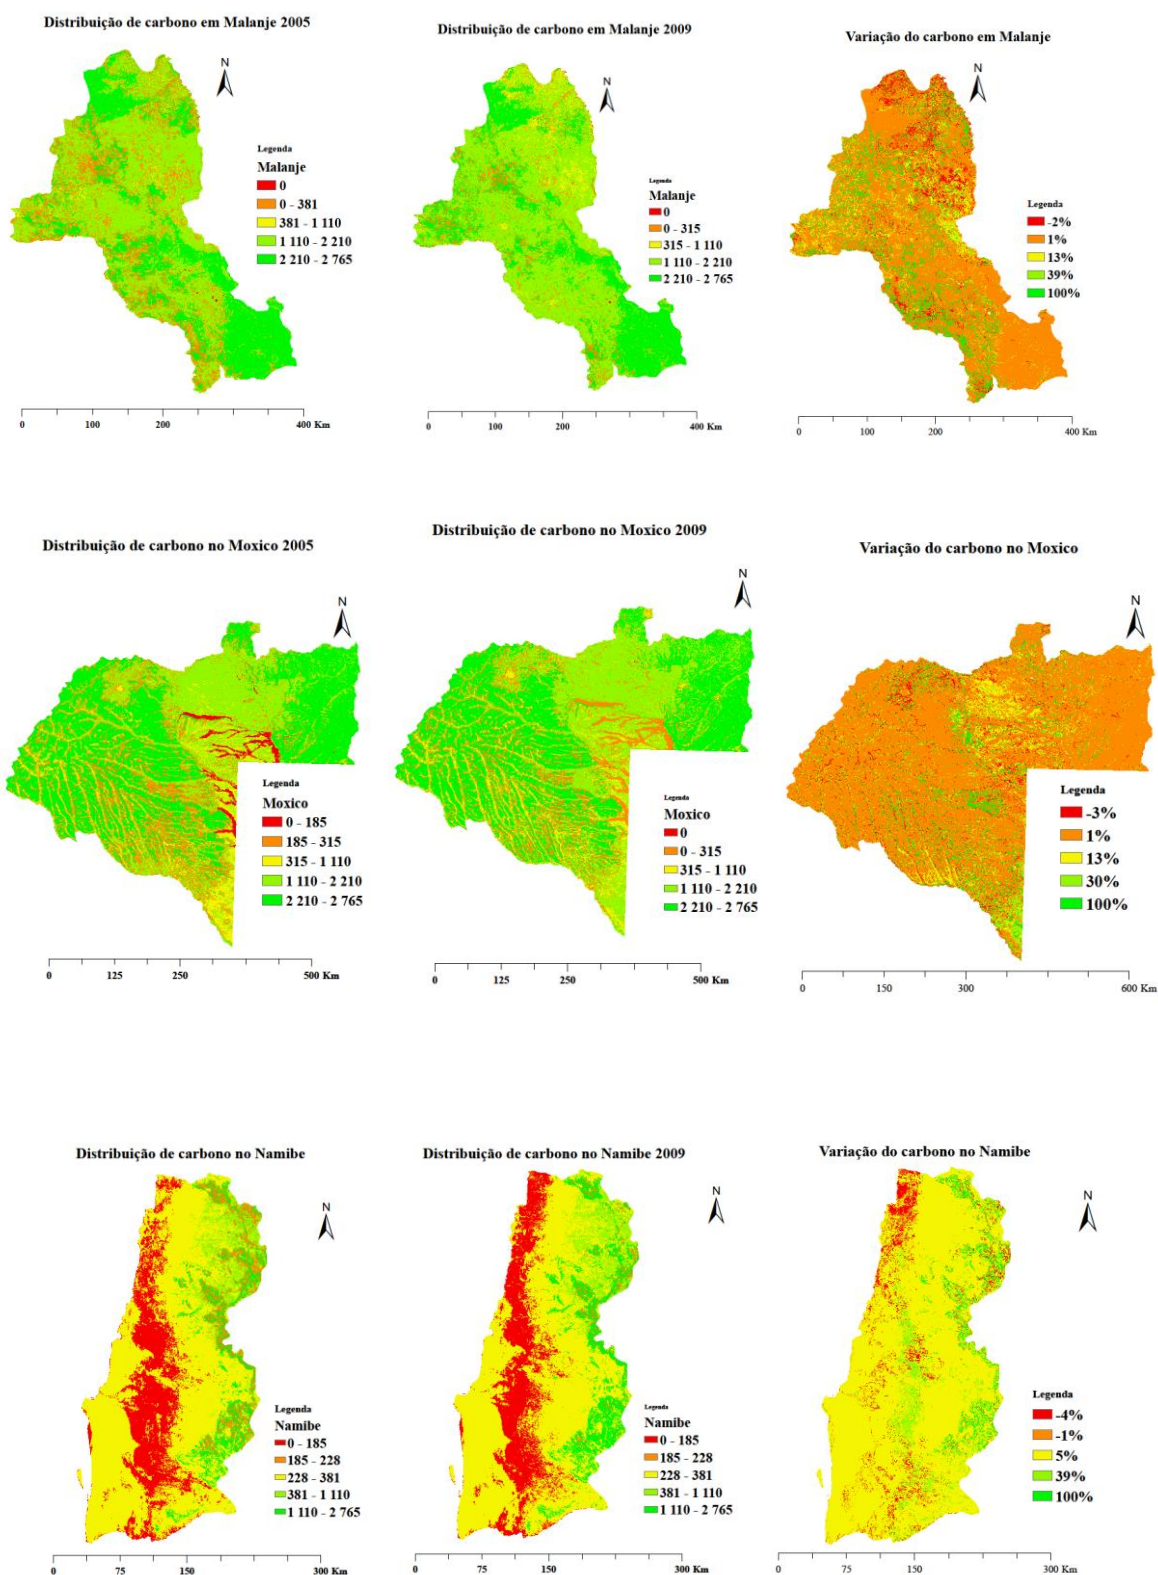 Distribuição de carbono em Malanje 2005
N
Legenda
Malanje
0
0 - 381
381 - 1 110
1 110 - 2 210
2 210 - 2 765
0 100 200 300 400 Km
Distribuição de carbono em Malanje 2009
N
Legenda
Malanje
0
0 - 315
315 - 1 110
1 110 - 2 210
2 210 - 2 765
0 100 200 300 400 Km
Variação do carbono em Malanje
N
Legenda
-2%
1%
13%
39%
100%
0 200 400 Km
Distribuição de carbono no Moxico 2005
N
Legenda
Moxico
0 - 185
185 - 315
315 - 1 110
1 110 - 2 210
2 210 - 2 765
0 125 250 500 Km
Distribuição de carbono no Moxico 2009
N
Legenda
Moxico
0
0 - 315
315 - 1 110
1 110 - 2 210
2 210 - 2 765
0 125 250 500 Km
Variação do carbono no Moxico
N
Legenda
-3%
1%
13%
30%
100%
0 150 300 600 Km
Distribuição de carbono no Namibe
N
Legenda
Namibe
0 - 185
185 - 228
228 - 381
381 - 1 110
1 110 - 2 765
0 75 150 300 Km
Distribuição de carbono no Namibe 2009
N
Legenda
Namibe
0 - 185
185 - 228
228 - 381
381 - 1 110
1 110 - 2 765
0 75 150 300 Km
Variação do carbono no Namibe
N
Legenda
-4%
-1%
5%
39%
100%
0 75 150 300 Km